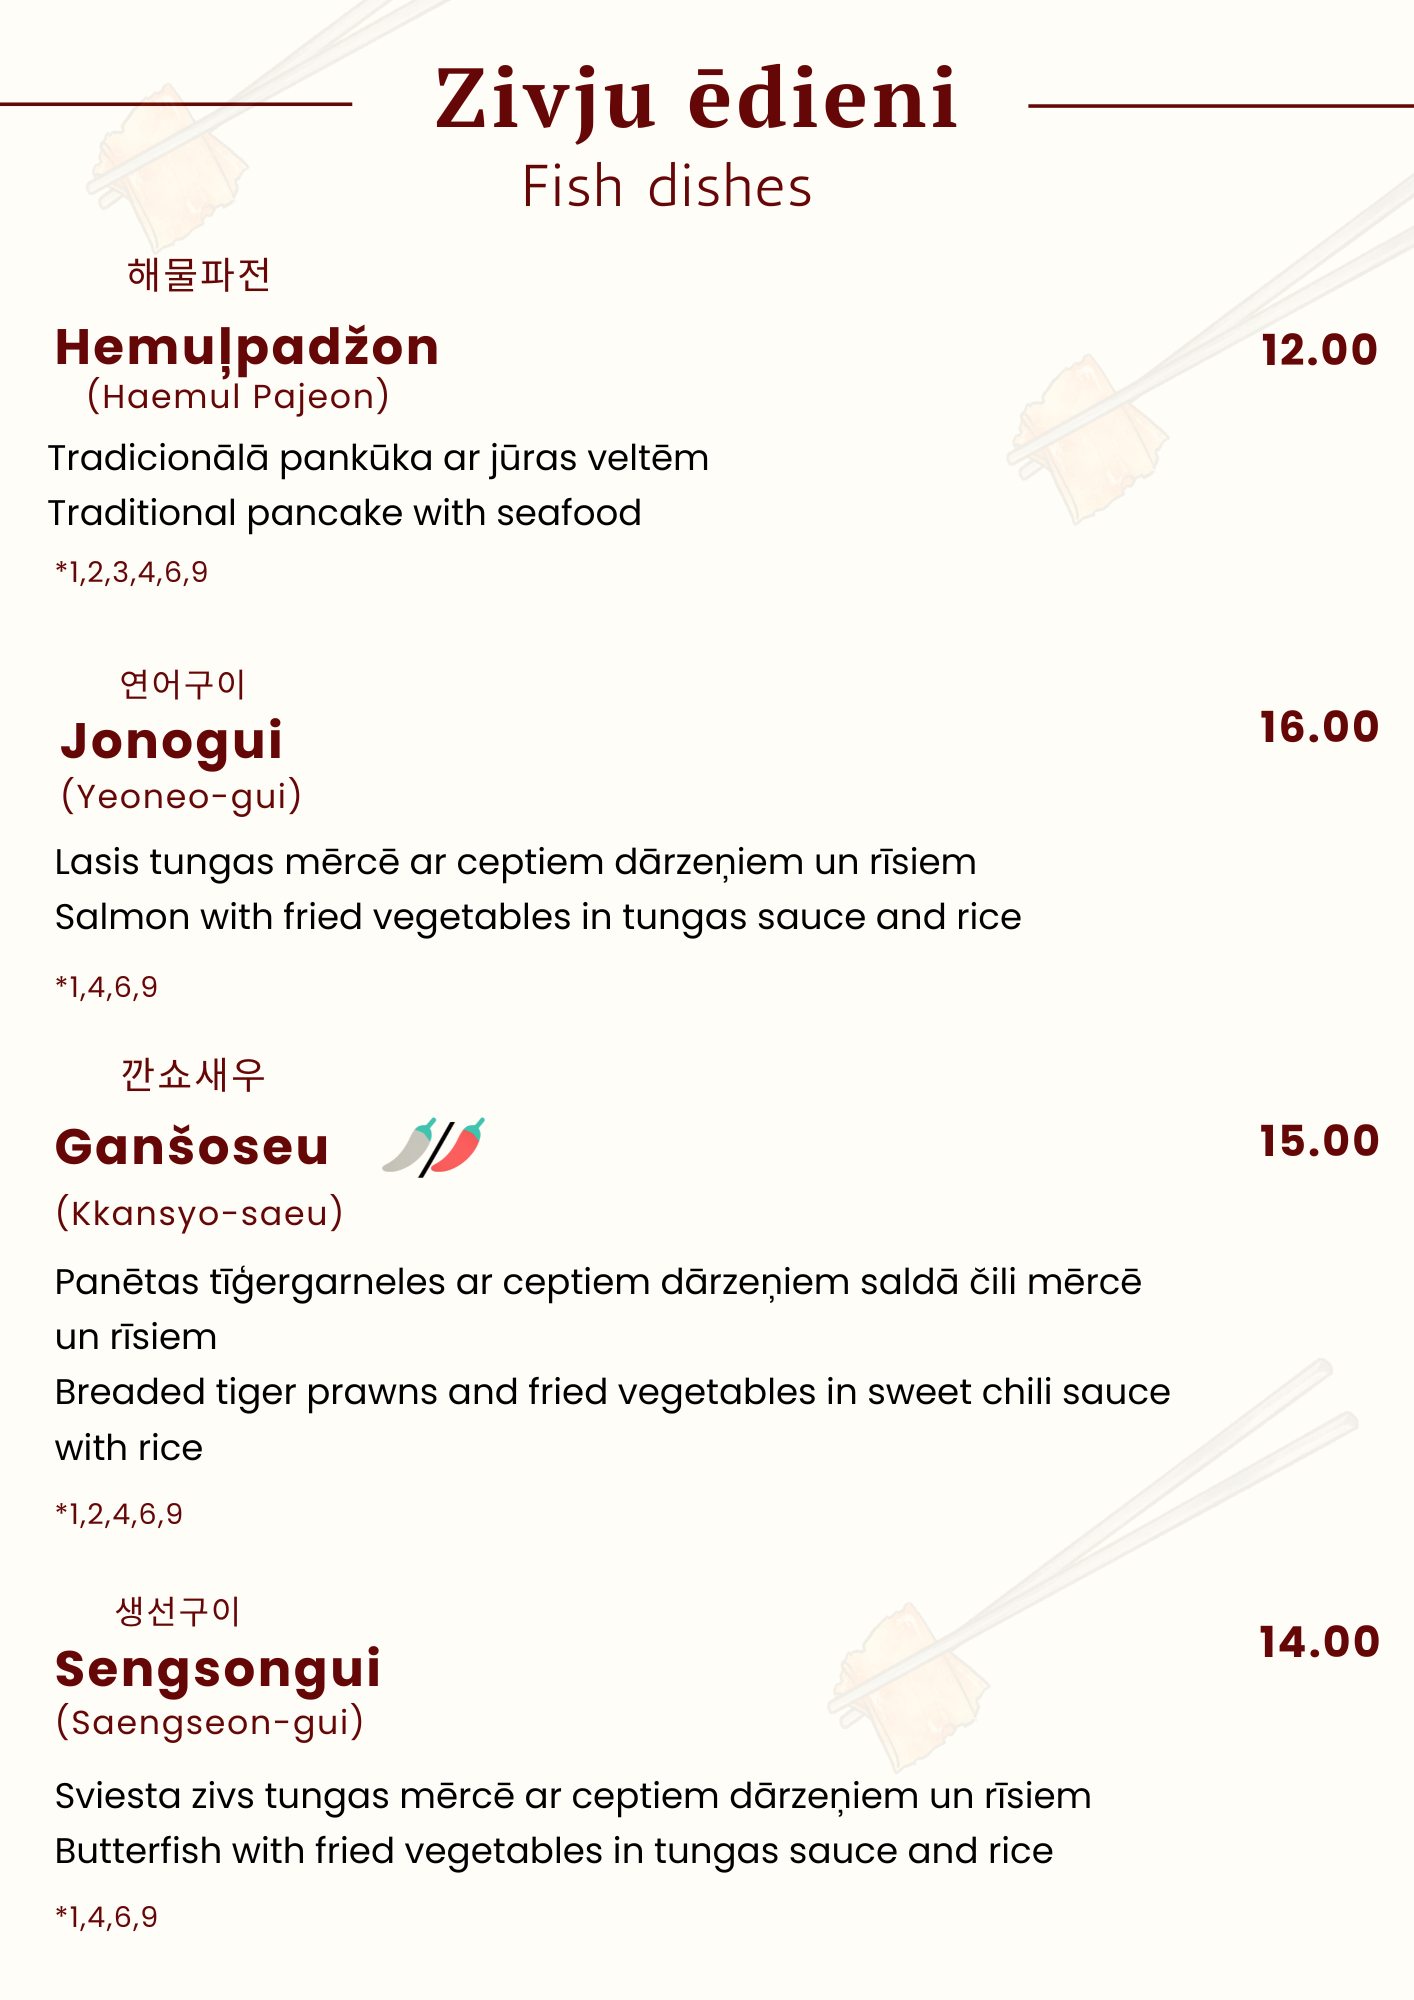 Zivju ēdieni
Fish dishes
해물파전
Hemuļpadžon
12.00
(Haemul Pajeon)
Tradicionālā pankūka ar jūras veltēm
Traditional pancake with seafood
*1,2,3,4,6,9
연어구이
Jonogui
16.00
(Yeoneo-gui)
Lasis tungas mērcē ar ceptiem dārzeņiem un rīsiem
Salmon with fried vegetables in tungas sauce and rice
*1,4,6,9
깐쇼새우
Ganšoseu
15.00
(Kkansyo-saeu)
Panētas tīģergarneles ar ceptiem dārzeņiem saldā čili mērcē
un rīsiem
Breaded tiger prawns and fried vegetables in sweet chili sauce
with rice
*1,2,4,6,9
생선구이
Sengsongui
14.00
(Saengseon-gui)
Sviesta zivs tungas mērcē ar ceptiem dārzeņiem un rīsiem
Butterfish with fried vegetables in tungas sauce and rice
*1,4,6,9